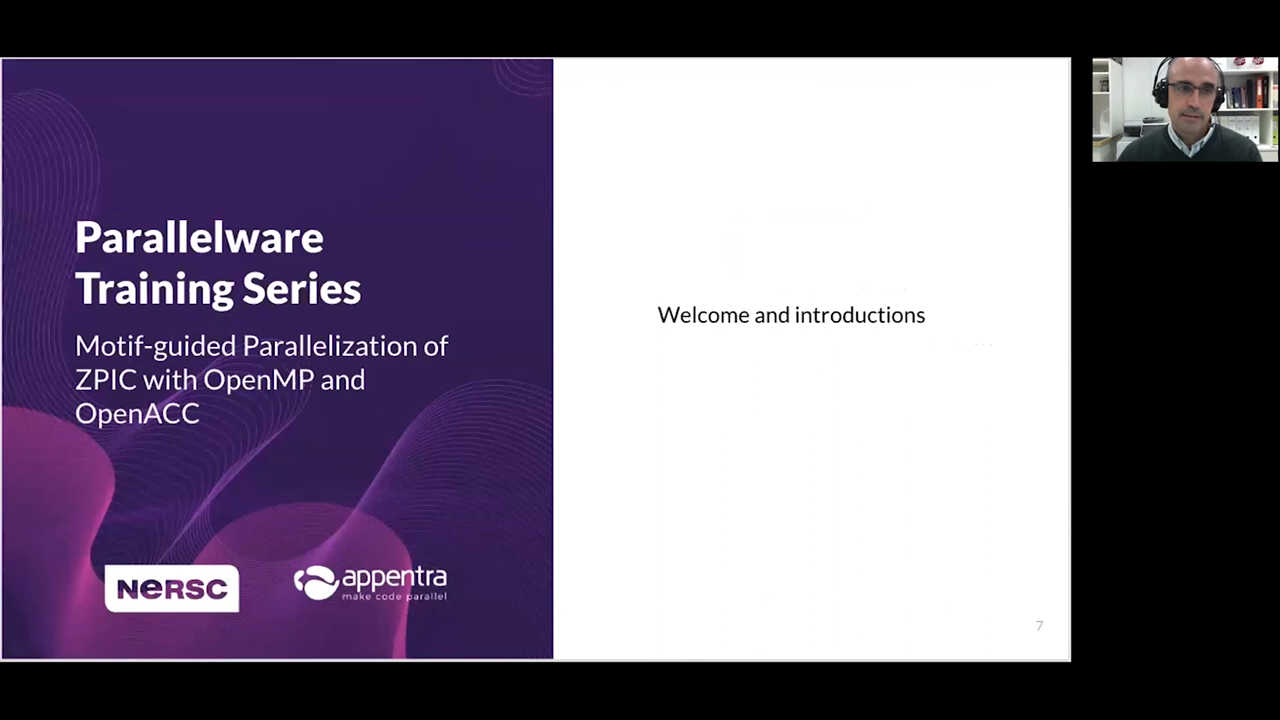 Parallelware
Training Series
Motif-guided Parallelization of
ZPIC with OpenMP and
OpenACC
NERSC
appentra
make code parallel
Welcome and introductions
7